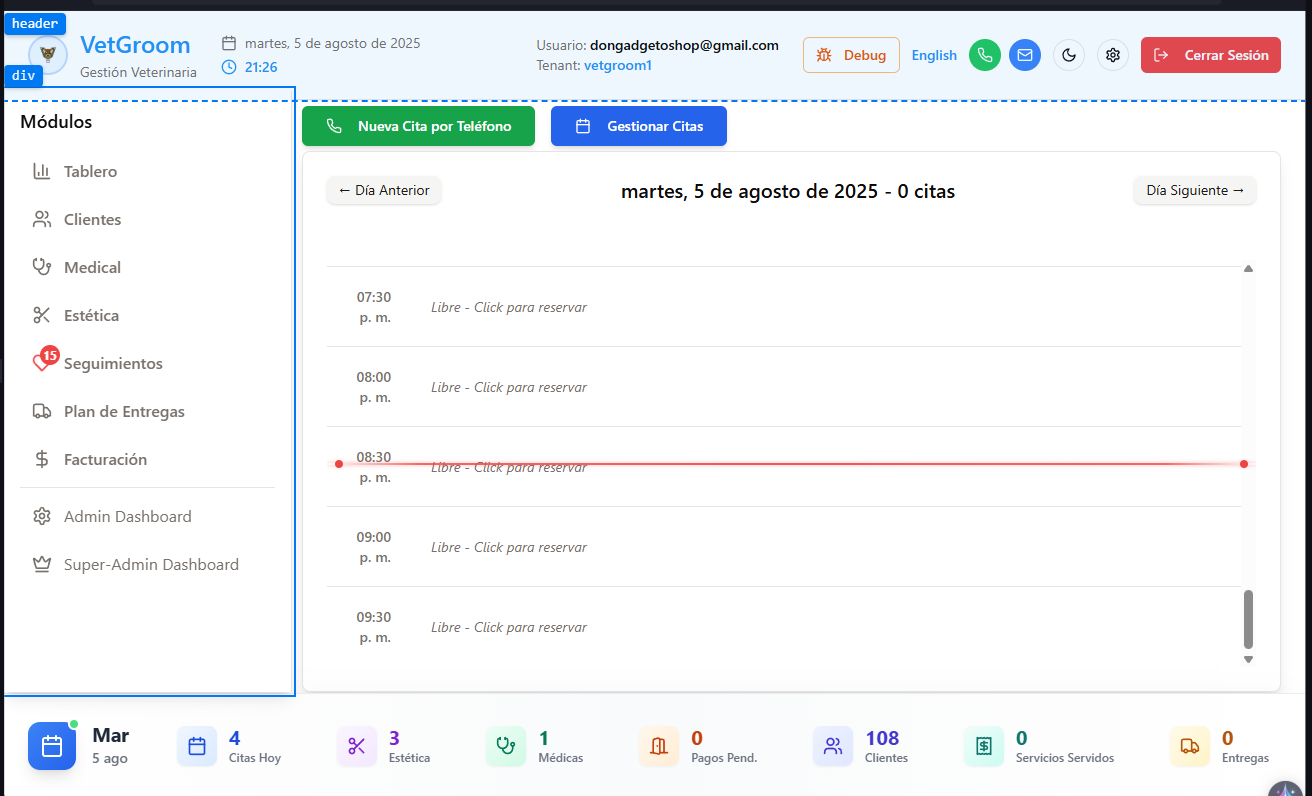 header
VetGroom
Gestión Veterinaria
martes, 5 de agosto de 2025
21:26
Usuario: dongadgetoshop@gmail.com
Tenant: vetgroom1
Debug
English
Cerrar Sesión
div
Módulos
Tablero
Clientes
Medical
Estética
15
Seguimientos
Plan de Entregas
Facturación
Admin Dashboard
Super-Admin Dashboard
Nueva Cita por Teléfono
Gestionar Citas
← Día Anterior
martes, 5 de agosto de 2025 - 0 citas
Día Siguiente →
07:30
p. m.
Libre - Click para reservar
08:00
p. m.
Libre - Click para reservar
08:30
p. m.
Libre - Click para reservar
09:00
p. m.
Libre - Click para reservar
09:30
p. m.
Libre - Click para reservar
Mar
5 ago
4
Citas Hoy
3
Estética
1
Médicas
0
Pagos Pend.
108
Clientes
0
Servicios Servidos
0
Entregas